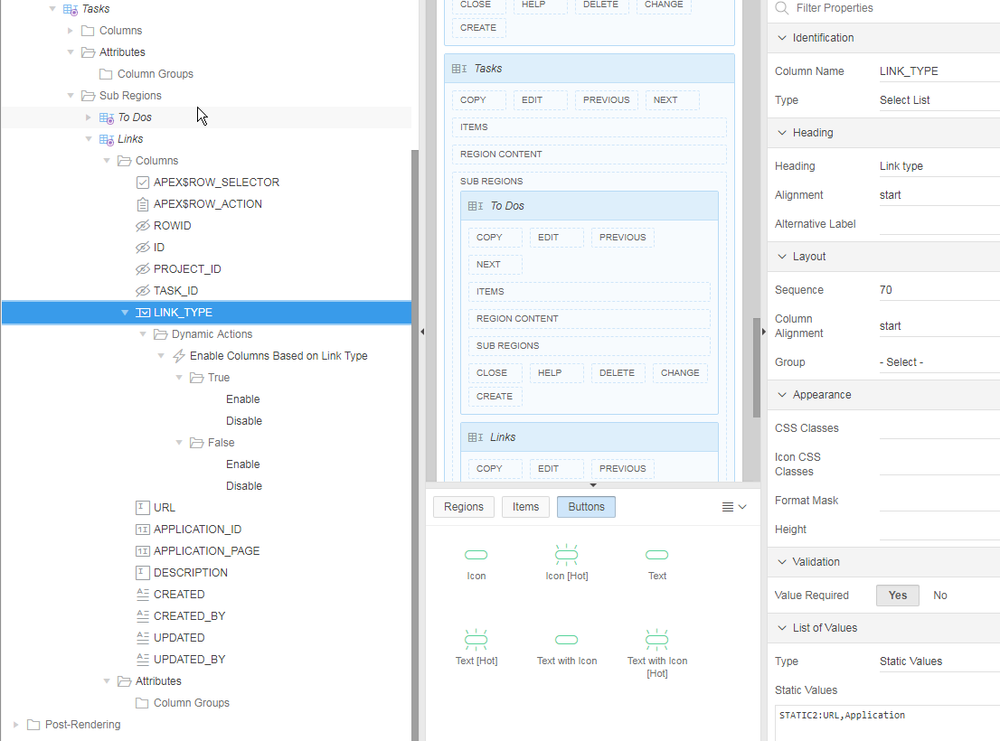 Tasks
Columns
Attributes
Column Groups
Sub Regions
To Dos
Links
Columns
APEX$ROW_SELECTOR
APEX$ROW_ACTION
ROWID
ID
PROJECT_ID
TASK_ID
LINK_TYPE
Dynamic Actions
Enable Columns Based on Link Type
True
Enable
Disable
False
Enable
Disable
URL
APPLICATION_ID
APPLICATION_PAGE
DESCRIPTION
CREATED
CREATED_BY
UPDATED
UPDATED_BY
Attributes
Column Groups
Post-Rendering
CLOSE HELP DELETE CHANGE
CREATE
Tasks
COPY EDIT PREVIOUS NEXT
ITEMS
REGION CONTENT
SUB REGIONS
To Dos
COPY EDIT PREVIOUS
NEXT
ITEMS
REGION CONTENT
SUB REGIONS
CLOSE HELP DELETE CHANGE
CREATE
Links
COPY EDIT PREVIOUS
Regions Items Buttons
Icon Icon [Hot] Text
Text [Hot] Text with Icon Text with Icon
[Hot]
Filter Properties
Identification
Column Name LINK_TYPE
Type Select List
Heading
Heading Link type
Alignment start
Alternative Label
Layout
Sequence 70
Column
Alignment start
Group - Select -
Appearance
CSS Classes
Icon CSS
Classes
Format Mask
Height
Validation
Value Required Yes No
List of Values
Type Static Values
Static Values
STATIC2:URL,Application